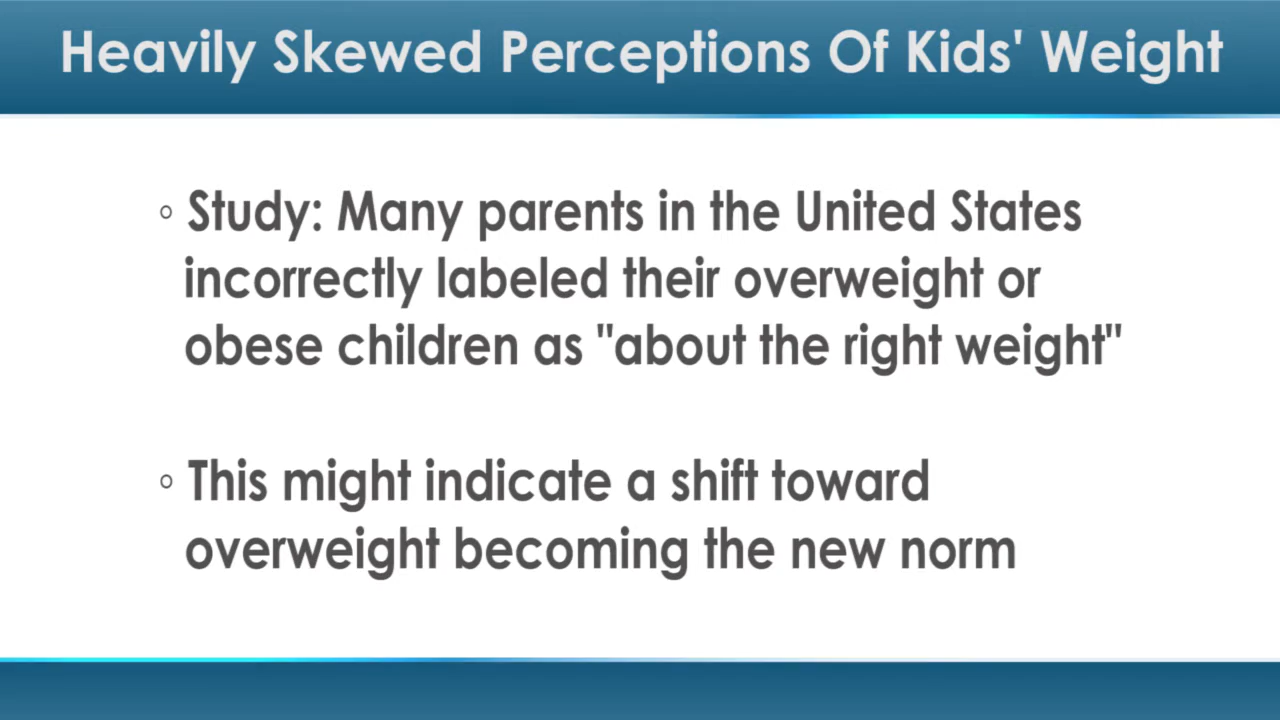 Heavily Skewed Perceptions Of Kids' Weight
◦ Study: Many parents in the United States
incorrectly labeled their overweight or
obese children as "about the right weight"
◦ This might indicate a shift toward
overweight becoming the new norm